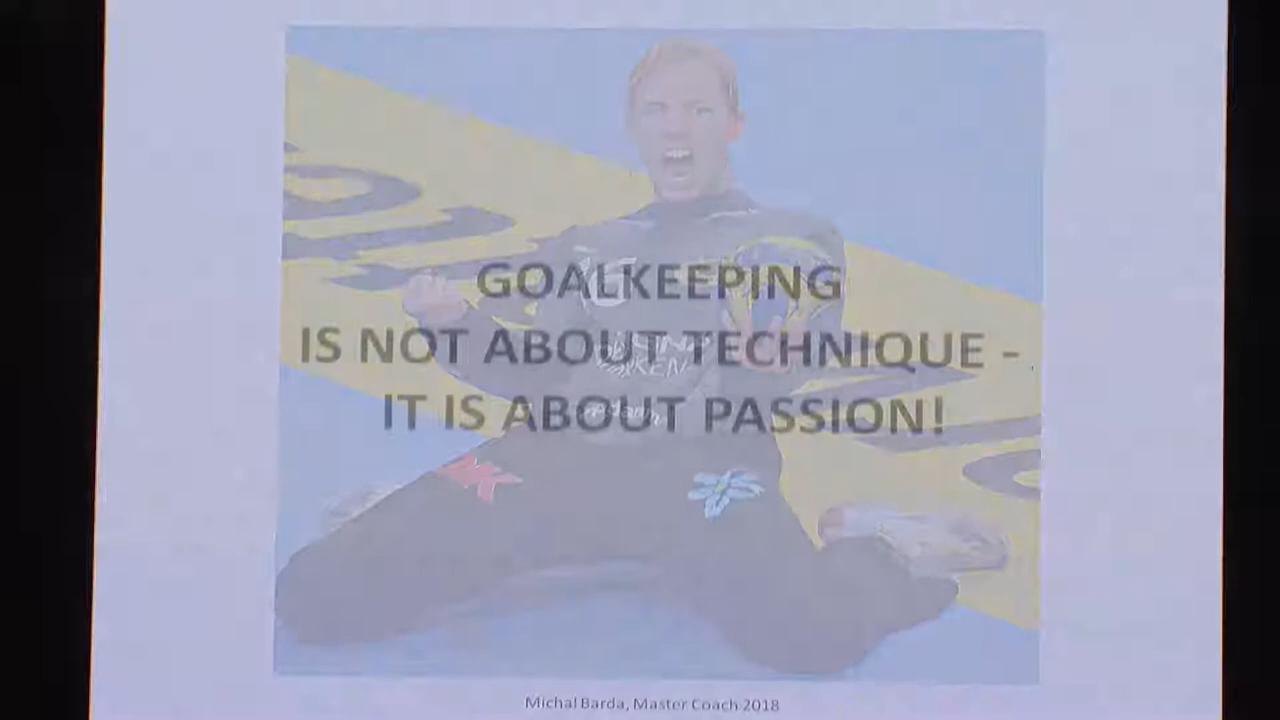 GOALKEEPING
IS NOT ABOUT TECHNIQUE -
IT IS ABOUT PASSION!
Michal Barda, Master Coach 2018